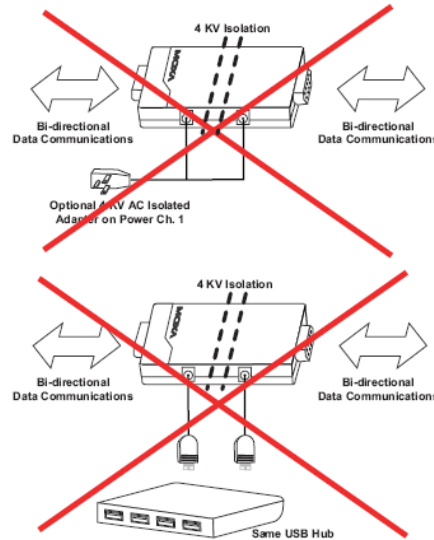 4 KV Isolation
MOXA
Bi-directional
Data Communications
Bi-directional
Data Communications
Optional 4 KV AC Isolated
Adapter on Power Ch. 1
4 KV Isolation
MOXA
Bi-directional
Data Communications
Bi-directional
Data Communications
Same USB Hub